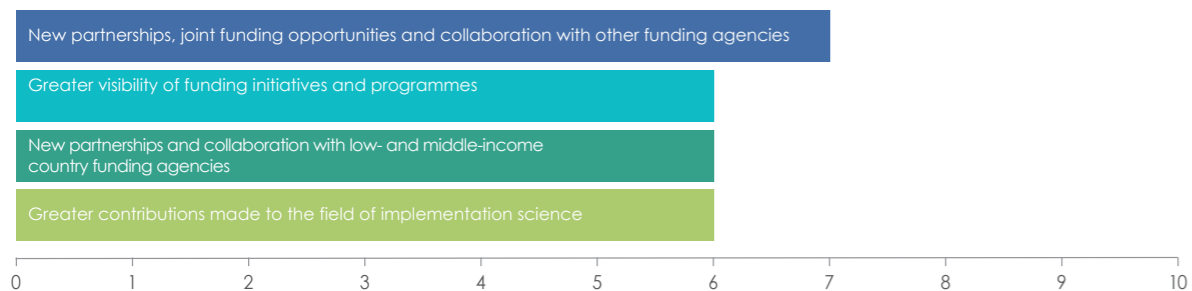 New partnerships, joint funding opportunities and collaboration with other funding agencies
Greater visibility of funding initiatives and programmes
New partnerships and collaboration with low- and middle-income
country funding agencies
Greater contributions made to the field of implementation science
0 1 2 3 4 5 6 7 8 9 10